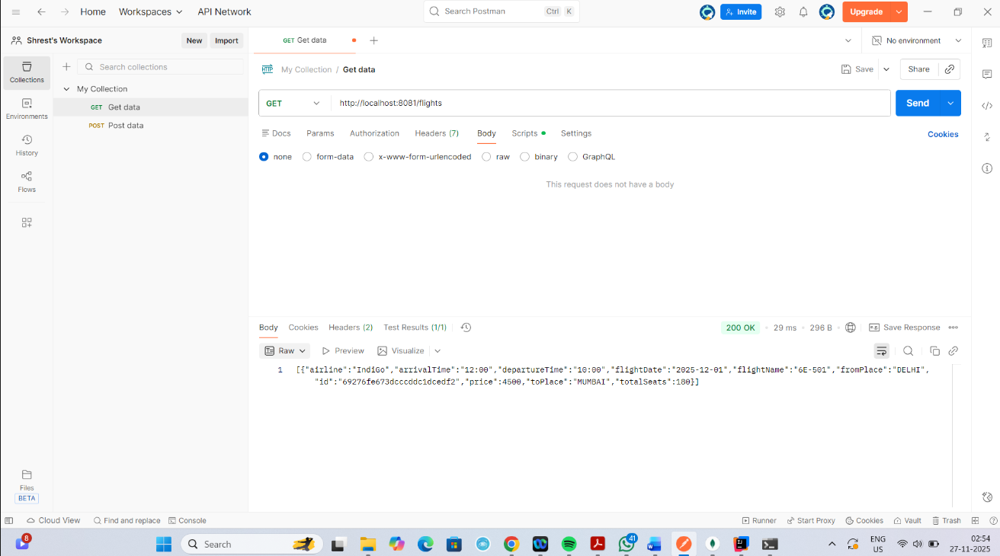 Home Workspaces API Network Search Postman Ctrl K Invite Upgrade
Shrest's Workspace New Import GET Get data No environment
Collections Search collections My Collection / Get data Save Share
My Collection
GET Get data GET http://localhost:8081/flights Send
Environments
POST Post data
Docs Params Authorization Headers (7) Body Scripts Settings Cookies
History
none form-data x-www-form-urlencoded raw binary GraphQL
Flows
This request does not have a body
Body Cookies Headers (2) Test Results (1/1) 200 OK 29 ms 296 B e.g. Save Response
Raw Preview Visualize
1 [{"airline":"IndiGo","arrivalTime":"12:00","departureTime":"10:00","flightDate":"2025-12-01","flightName":"6E-501","fromPlace":"DELHI",
"id":"69276fe673dcccddc1dcedf2","price":4500,"toPlace":"MUMBAI","totalSeats":180}]
Files
BETA
Cloud View Find and replace Console Runner Start Proxy Cookies Vault Trash
8 Search 41 ENG 02:54
US 27-11-2025